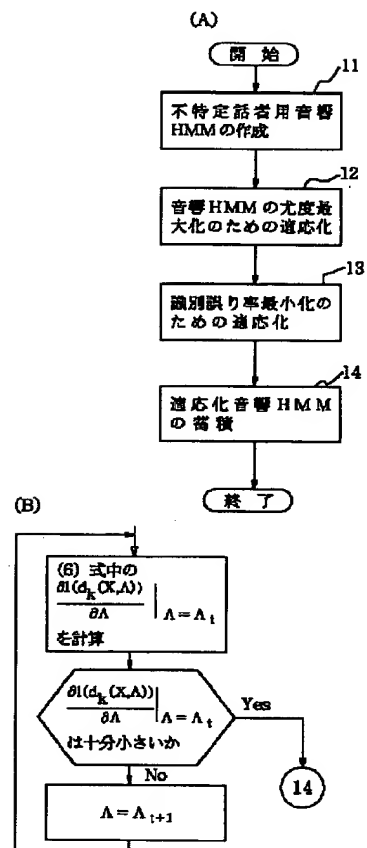 (A)
開始
11
不特定話者用音響
HMMの作成
12
音響HMMの尤度最
大化のための適応化
13
識別誤り率最小化の
ための適応化
14
適応化音響HMM
の蓄積
終了
(B)
(6) 式中の
∂l(d_k(X,Λ))
∂Λ | Λ=Λ_t
を計算
∂l(d_k(X,Λ))
∂Λ | Λ=Λ_t
は十分小さいか
Yes
No
14
Λ=Λ_{t+1}